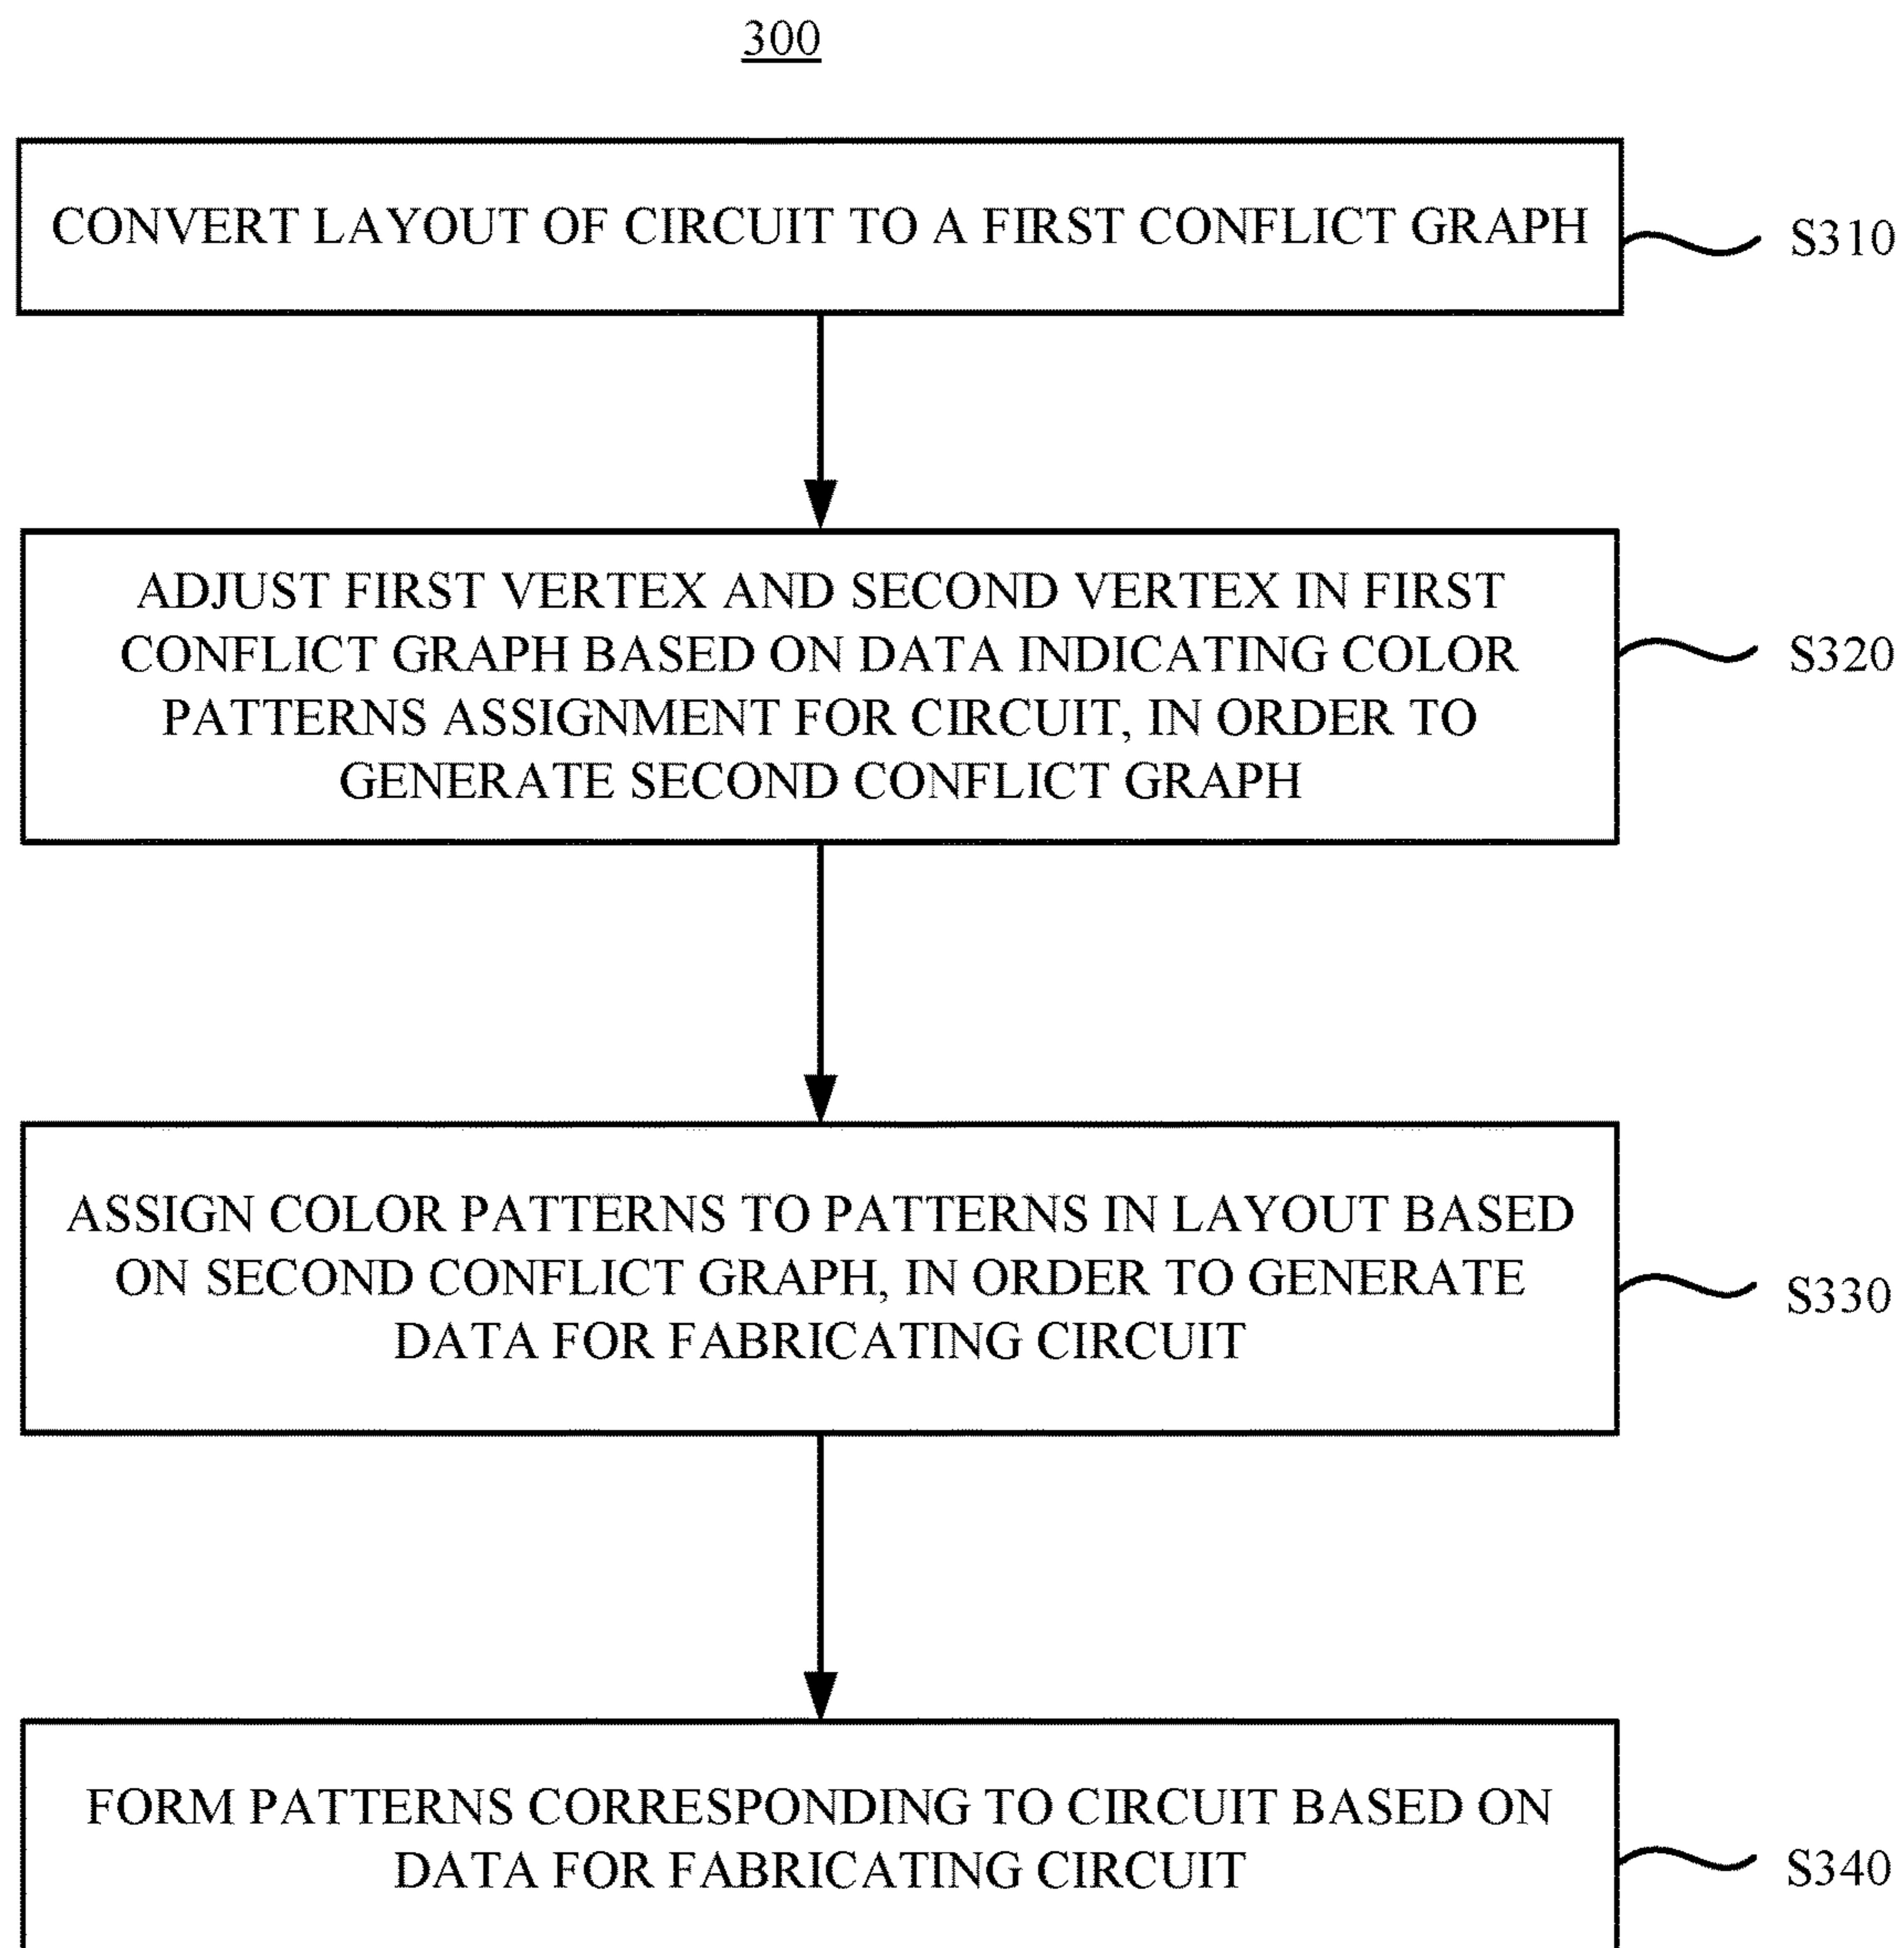 300
CONVERT LAYOUT OF CIRCUIT TO A FIRST CONFLICT GRAPH
S310
ADJUST FIRST VERTEX AND SECOND VERTEX IN FIRST
CONFLICT GRAPH BASED ON DATA INDICATING COLOR
PATTERNS ASSIGNMENT FOR CIRCUIT, IN ORDER TO
GENERATE SECOND CONFLICT GRAPH
S320
ASSIGN COLOR PATTERNS TO PATTERNS IN LAYOUT BASED
ON SECOND CONFLICT GRAPH, IN ORDER TO GENERATE
DATA FOR FABRICATING CIRCUIT
S330
FORM PATTERNS CORRESPONDING TO CIRCUIT BASED ON
DATA FOR FABRICATING CIRCUIT
S340